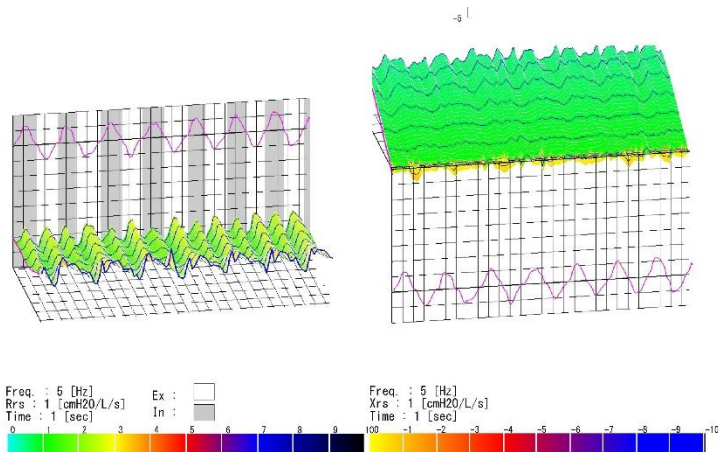 -5
Freq. : 5 [Hz]
Rrs : 1 [cmH2O/L/s]
Time : 1 [sec]
Ex :
In :
0 1 2 3 4 5 6 7 8 9
Freq. : 5 [Hz]
Xrs : 1 [cmH2O/L/s]
Time : 1 [sec]
0 -1 -2 -3 -4 -5 -6 -7 -8 -9 -10